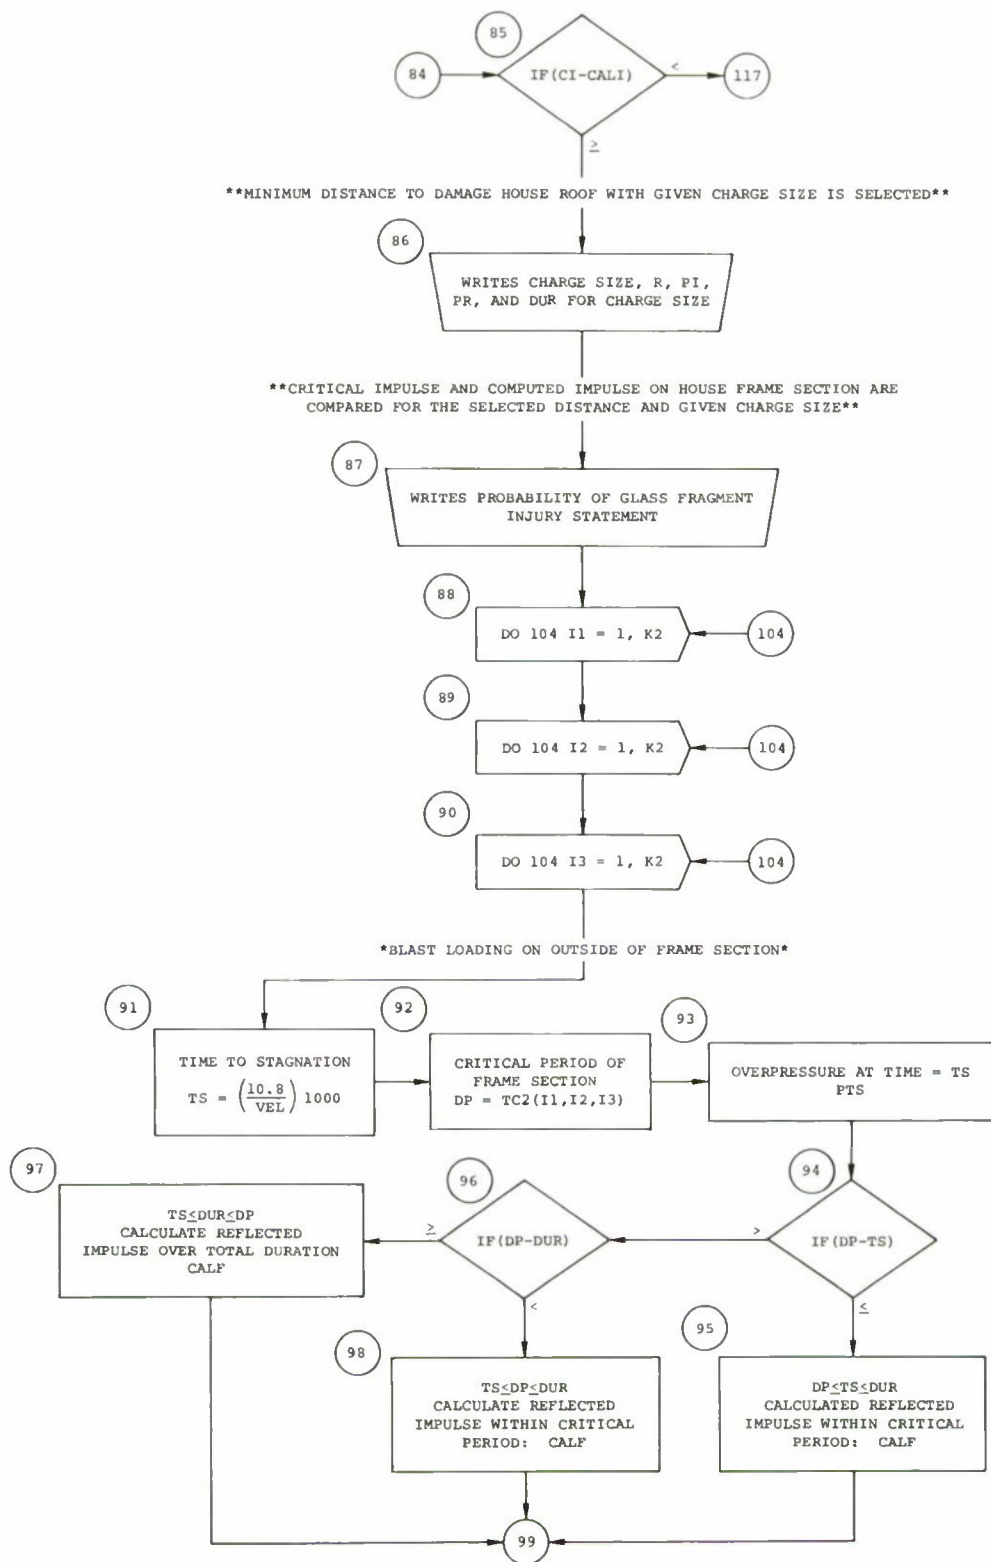 85
84
IF(CI-CALI)
<
117
≥
**MINIMUM DISTANCE TO DAMAGE HOUSE ROOF WITH GIVEN CHARGE SIZE IS SELECTED**
86
WRITES CHARGE SIZE, R, PI,
PR, AND DUR FOR CHARGE SIZE
**CRITICAL IMPULSE AND COMPUTED IMPULSE ON HOUSE FRAME SECTION ARE
COMPARED FOR THE SELECTED DISTANCE AND GIVEN CHARGE SIZE**
87
WRITES PROBABILITY OF GLASS FRAGMENT
INJURY STATEMENT
88
DO 104 I1 = 1, K2
104
89
DO 104 I2 = 1, K2
104
90
DO 104 I3 = 1, K2
104
*BLAST LOADING ON OUTSIDE OF FRAME SECTION*
91
TIME TO STAGNATION
TS = (10.8/VEL) 1000
92
CRITICAL PERIOD OF
FRAME SECTION
DP = TC2(I1,I2,I3)
93
OVERPRESSURE AT TIME = TS
PTS
94
IF(DP-TS)
>
≤
96
IF(DP-DUR)
≥
<
97
TS≤DUR≤DP
CALCULATE REFLECTED
IMPULSE OVER TOTAL DURATION
CALF
98
TS≤DP≤DUR
CALCULATE REFLECTED
IMPULSE WITHIN CRITICAL
PERIOD: CALF
95
DP≤TS≤DUR
CALCULATED REFLECTED
IMPULSE WITHIN CRITICAL
PERIOD: CALF
99